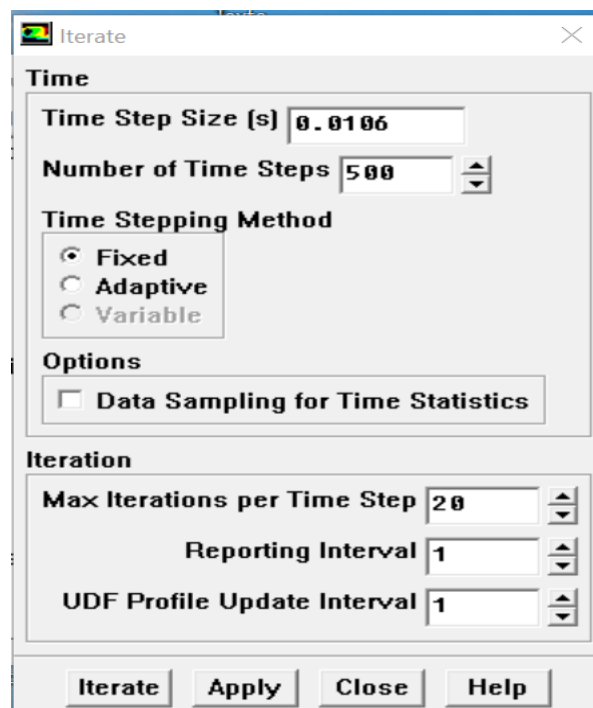 Iterate
Time
Time Step Size (s) 0.0106
Number of Time Steps 500
Time Stepping Method
Fixed
Adaptive
Variable
Options
Data Sampling for Time Statistics
Iteration
Max Iterations per Time Step 20
Reporting Interval 1
UDF Profile Update Interval 1
Iterate Apply Close Help